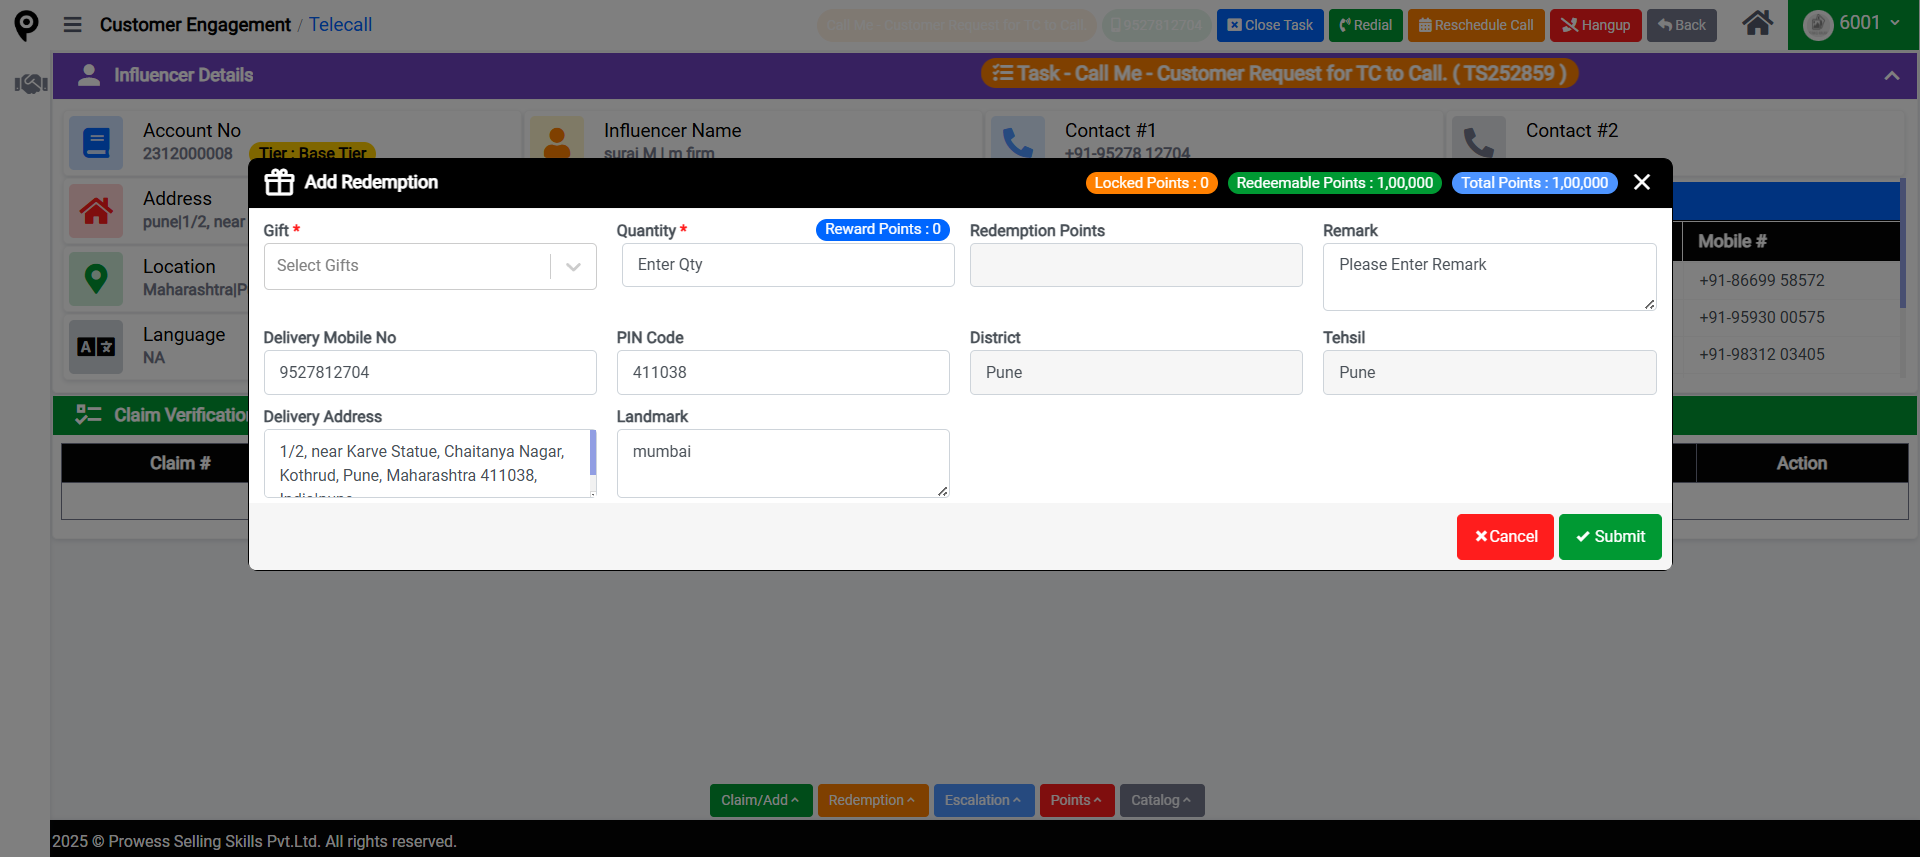 Customer Engagement / Telecall
Call Me - Customer Request for TC to Call.
9527812704
Close Task
Redial
Reschedule Call
Hangup
Back
6001
Influencer Details
Task - Call Me - Customer Request for TC to Call. ( TS252859 )
Account No
2312000008
Tier : Base Tier
Influencer Name
suraj M | m firm
Contact #1
+91-95278 12704
Contact #2
Address
pune|1/2, near
Location
Maharashtra|P
Language
NA
Mobile #
+91-86699 58572
+91-95930 00575
+91-98312 03405
Add Redemption
Locked Points : 0
Redeemable Points : 1,00,000
Total Points : 1,00,000
Gift *
Select Gifts
Quantity *
Reward Points : 0
Enter Qty
Redemption Points
Remark
Please Enter Remark
Delivery Mobile No
9527812704
PIN Code
411038
District
Pune
Tehsil
Pune
Delivery Address
1/2, near Karve Statue, Chaitanya Nagar,
Kothrud, Pune, Maharashtra 411038,
India|pune
Landmark
mumbai
Cancel
Submit
Claim Verification
Claim #
Action
Claim/Add
Redemption
Escalation
Points
Catalog
2025 © Prowess Selling Skills Pvt.Ltd. All rights reserved.